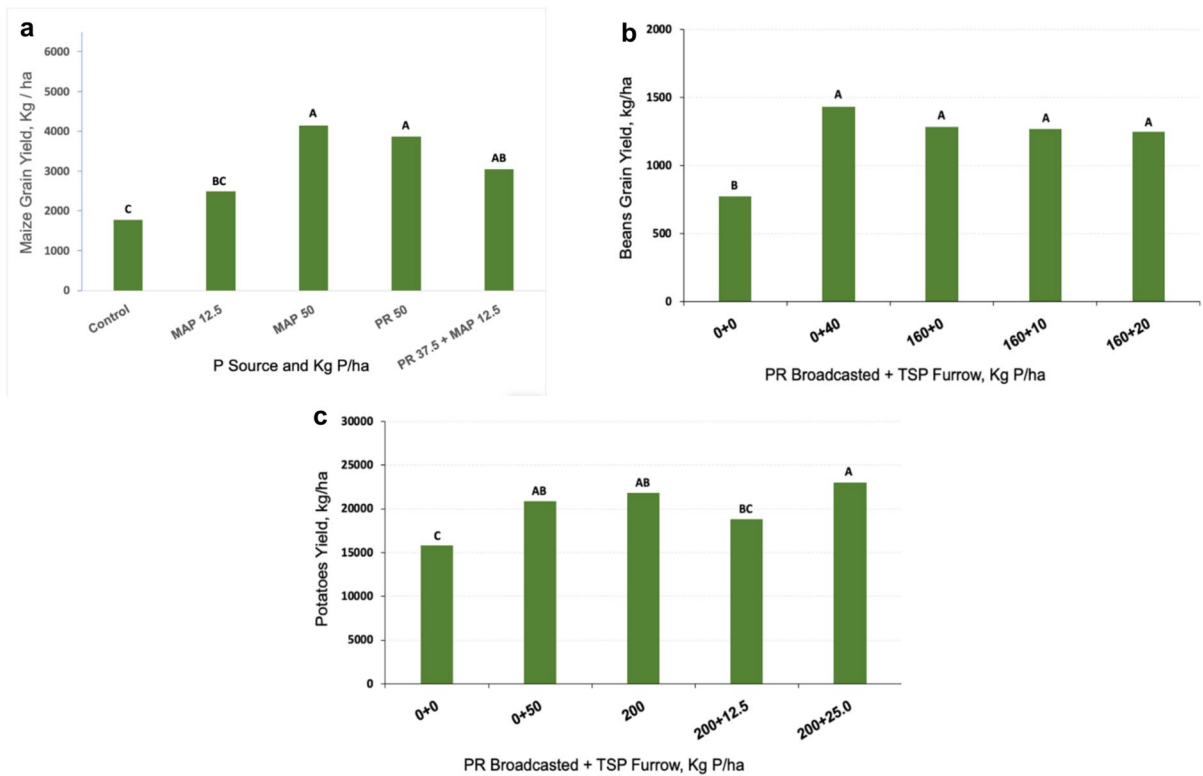 a
Maize Grain Yield, Kg / ha
6000
5000
4000
3000
2000
1000
0
C
BC
A
A
AB
Control
MAP 12.5
MAP 50
PR 50
PR 37.5 + MAP 12.5
P Source and Kg P/ha
b
Beans Grain Yield, kg/ha
2000
1500
1000
500
0
B
A
A
A
A
0+0
0+40
160+0
160+10
160+20
PR Broadcasted + TSP Furrow, Kg P/ha
c
Potatoes Yield, kg/ha
30000
25000
20000
15000
10000
5000
0
C
AB
AB
BC
A
0+0
0+50
200
200+12.5
200+25.0
PR Broadcasted + TSP Furrow, Kg P/ha